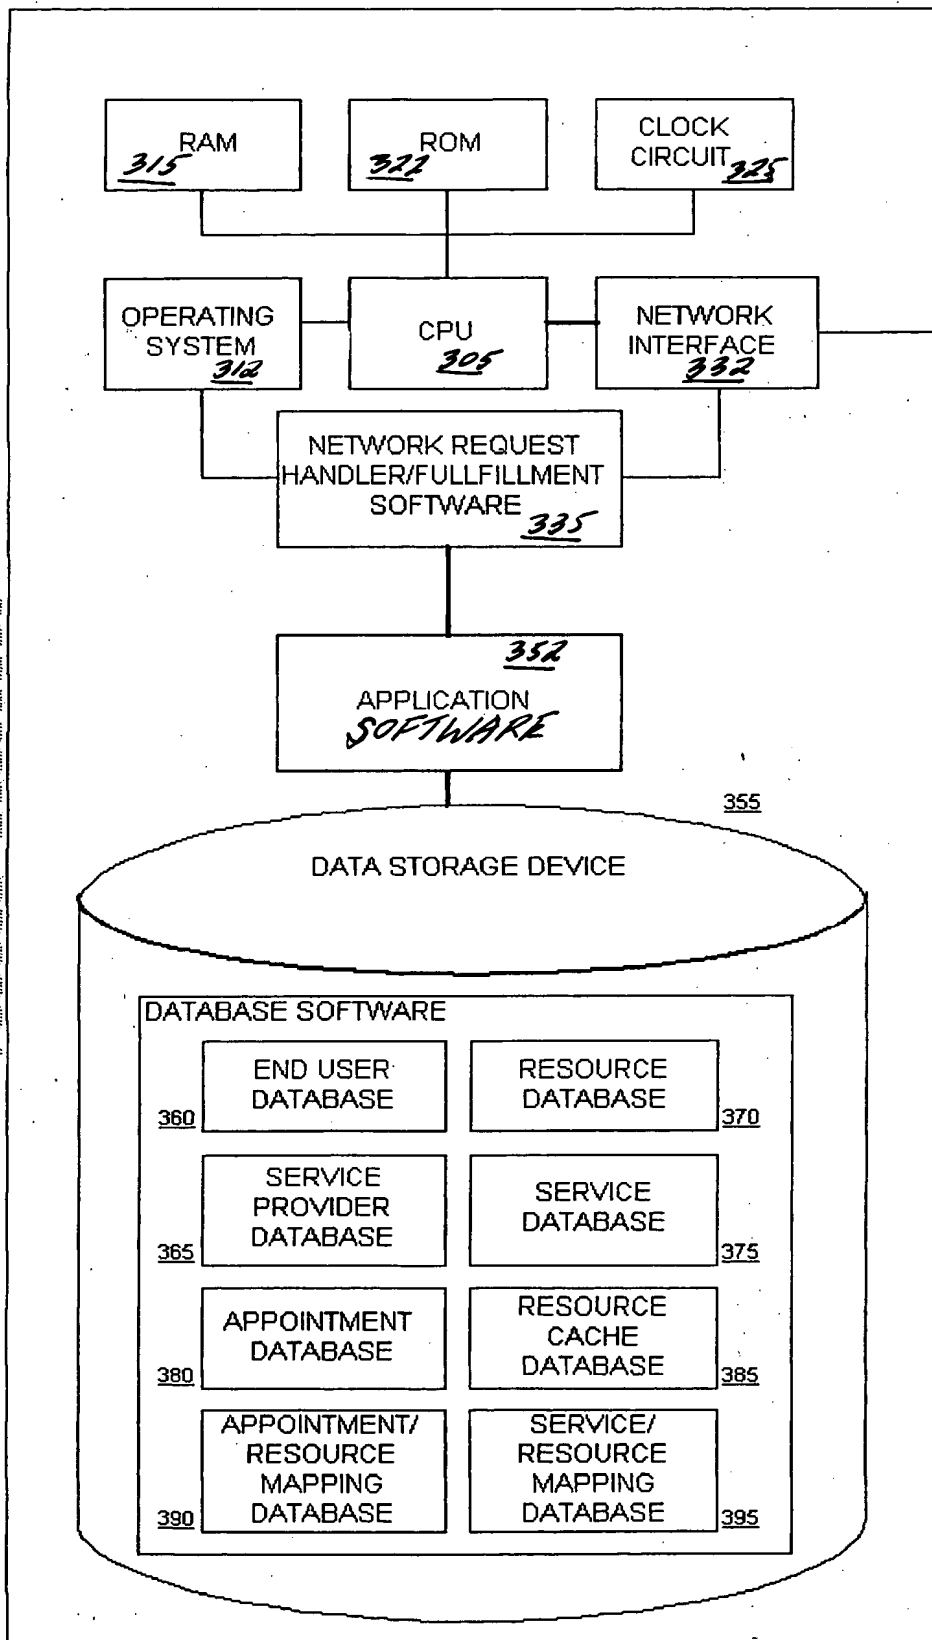 RAM
315
ROM
322
CLOCK
CIRCUIT
325
OPERATING
SYSTEM
312
CPU
305
NETWORK
INTERFACE
332
NETWORK REQUEST
HANDLER/FULLFILLMENT
SOFTWARE
335
352
APPLICATION
SOFTWARE
355
DATA STORAGE DEVICE
DATABASE SOFTWARE
END USER
DATABASE
360
RESOURCE
DATABASE
370
SERVICE
PROVIDER
DATABASE
365
SERVICE
DATABASE
375
APPOINTMENT
DATABASE
380
RESOURCE
CACHE
DATABASE
385
APPOINTMENT/
RESOURCE
MAPPING
DATABASE
390
SERVICE/
RESOURCE
MAPPING
DATABASE
395